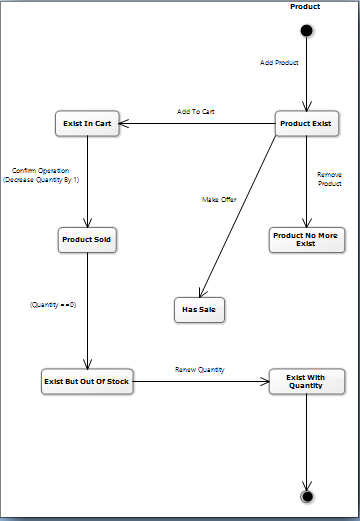 Product
Add Product
Add To Cart
Exist In Cart
Product Exist
Confirm Operation
(Decrease Quantity By 1)
Remove
Product
Make Offer
Product Sold
Product No More
Exist
(Quantity ==0)
Has Sale
Renew Quantity
Exist But Out Of Stock
Exist With
Quantity